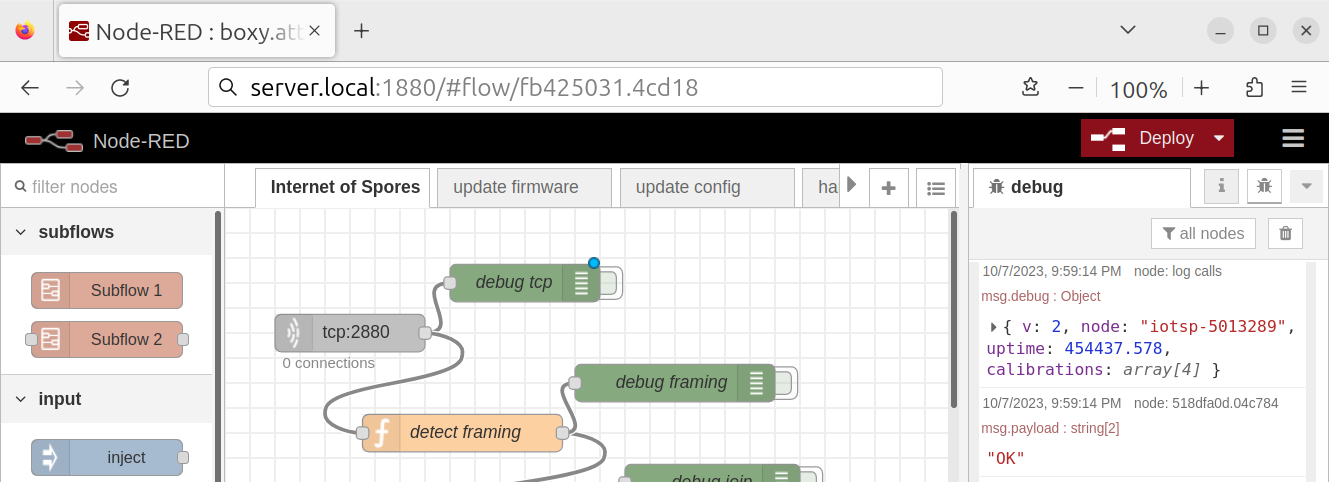 Node-RED : boxy.att
server.local:1880/#flow/fb425031.4cd18
100%
Node-RED
Deploy
filter nodes
Internet of Spores
update firmware
update config
ha
debug
all nodes
subflows
Subflow 1
Subflow 2
input
inject
debug tcp
tcp:2880
0 connections
debug framing
detect framing
debug join
10/7/2023, 9:59:14 PM node: log calls
msg.debug : Object
{ v: 2, node: "iotsp-5013289",
uptime: 454437.578,
calibrations: array[4] }
10/7/2023, 9:59:14 PM node: 518dfa0d.04c784
msg.payload : string[2]
"OK"